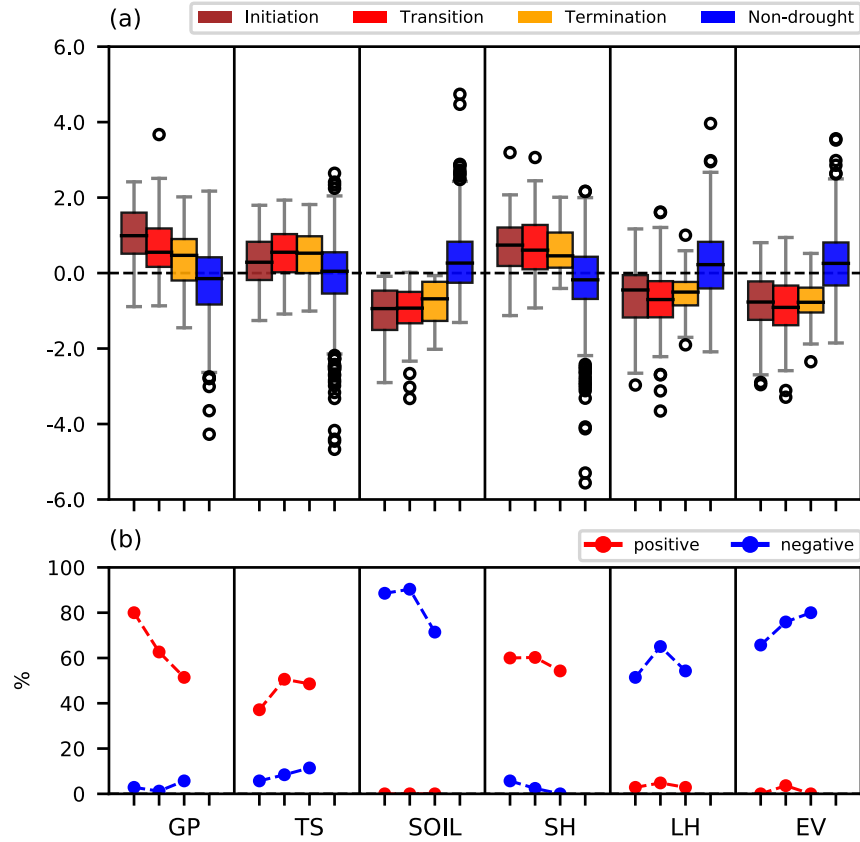 (a)
Initiation Transition Termination Non-drought
6.0
4.0
2.0
0.0
-2.0
-4.0
-6.0
(b)
positive negative
100
80
60
40
20
0
%
GP TS SOIL SH LH EV